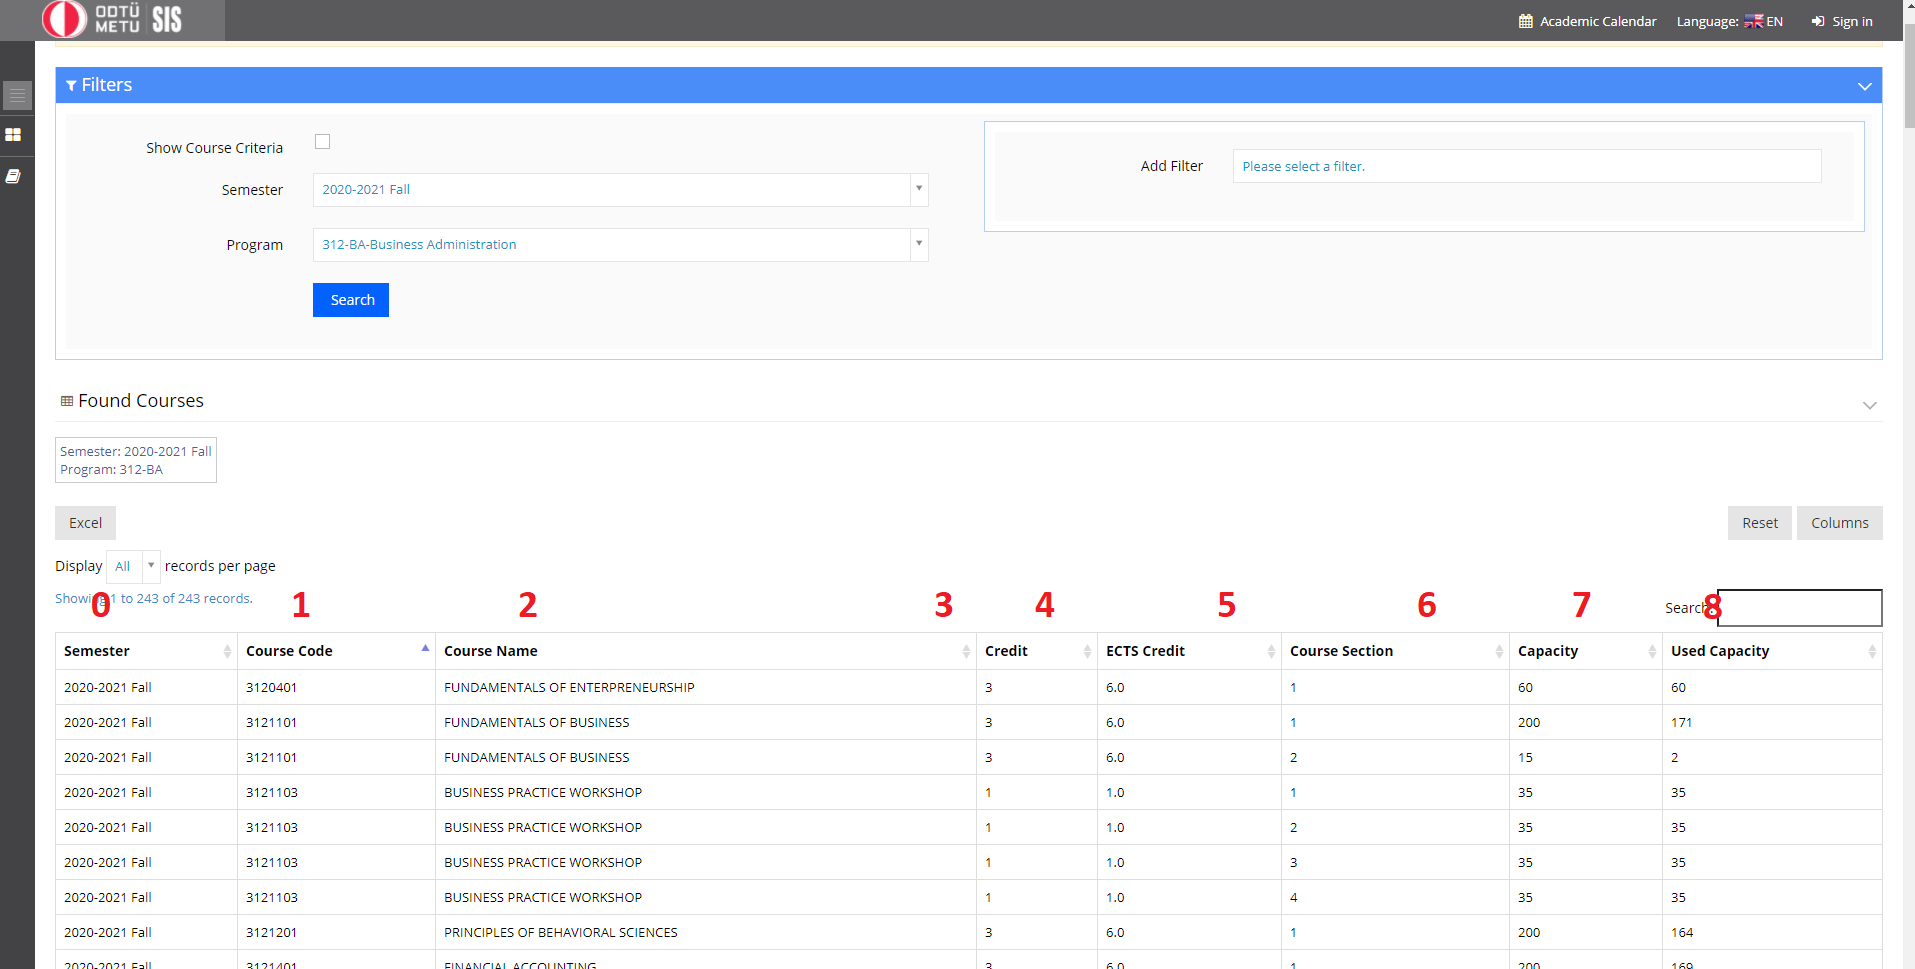 ODTÜ METU SIS
Academic Calendar Language: EN Sign in
Filters
Show Course Criteria
Add Filter Please select a filter.
Semester 2020-2021 Fall
Program 312-BA-Business Administration
Search
Found Courses
Semester: 2020-2021 Fall
Program: 312-BA
Excel Reset Columns
Display All records per page
Showing 1 to 243 of 243 records.
0 1 2 3 4 5 6 7 8
Search:
Semester Course Code Course Name Credit ECTS Credit Course Section Capacity Used Capacity
2020-2021 Fall 3120401 FUNDAMENTALS OF ENTERPRENEURSHIP 3 6.0 1 60 60
2020-2021 Fall 3121101 FUNDAMENTALS OF BUSINESS 3 6.0 1 200 171
2020-2021 Fall 3121101 FUNDAMENTALS OF BUSINESS 3 6.0 2 15 2
2020-2021 Fall 3121103 BUSINESS PRACTICE WORKSHOP 1 1.0 1 35 35
2020-2021 Fall 3121103 BUSINESS PRACTICE WORKSHOP 1 1.0 2 35 35
2020-2021 Fall 3121103 BUSINESS PRACTICE WORKSHOP 1 1.0 3 35 35
2020-2021 Fall 3121103 BUSINESS PRACTICE WORKSHOP 1 1.0 4 35 35
2020-2021 Fall 3121201 PRINCIPLES OF BEHAVIORAL SCIENCES 3 6.0 1 200 164
2020-2021 Fall 3121401 FINANCIAL ACCOUNTING 3 6.0 1 200 169